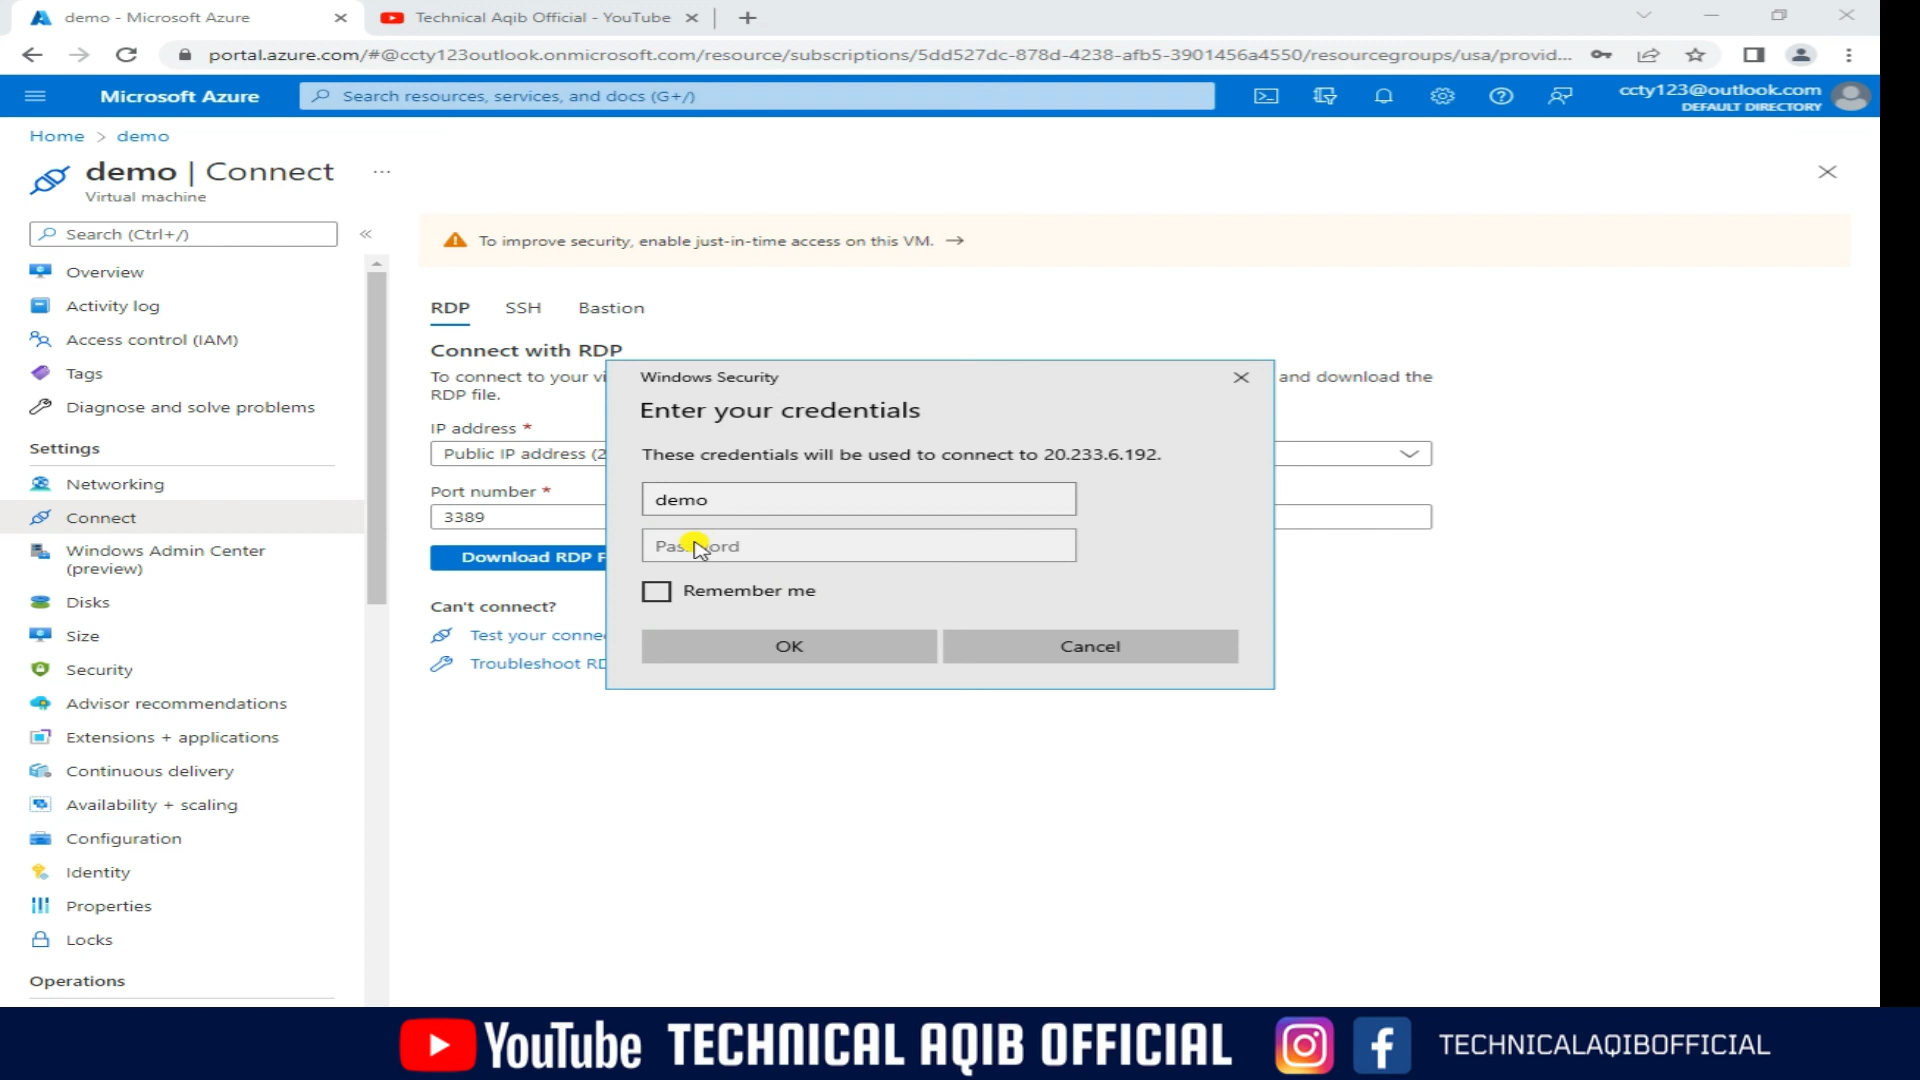 demo - Microsoft Azure
Technical Aqib Official - YouTube
portal.azure.com/#@ccty123outlook.onmicrosoft.com/resource/subscriptions/5dd527dc-878d-4238-afb5-3901456a4550/resourcegroups/usa/provid...
Microsoft Azure
Search resources, services, and docs (G+/)
ccty123@outlook.com
DEFAULT DIRECTORY
Home > demo
demo | Connect ...
Virtual machine
Search (Ctrl+/)
Overview
Activity log
Access control (IAM)
Tags
Diagnose and solve problems
Settings
Networking
Connect
Windows Admin Center
(preview)
Disks
Size
Security
Advisor recommendations
Extensions + applications
Continuous delivery
Availability + scaling
Configuration
Identity
Properties
Locks
Operations
To improve security, enable just-in-time access on this VM.
RDP SSH Bastion
Connect with RDP
To connect to your vi
and download the
RDP file.
IP address *
Public IP address (2
Port number *
3389
Download RDP F
Can't connect?
Test your conne
Troubleshoot RD
Windows Security
Enter your credentials
These credentials will be used to connect to 20.233.6.192.
demo
Password
Remember me
OK
Cancel
YouTube TECHNICAL AQIB OFFICIAL
TECHNICALAQIBOFFICIAL